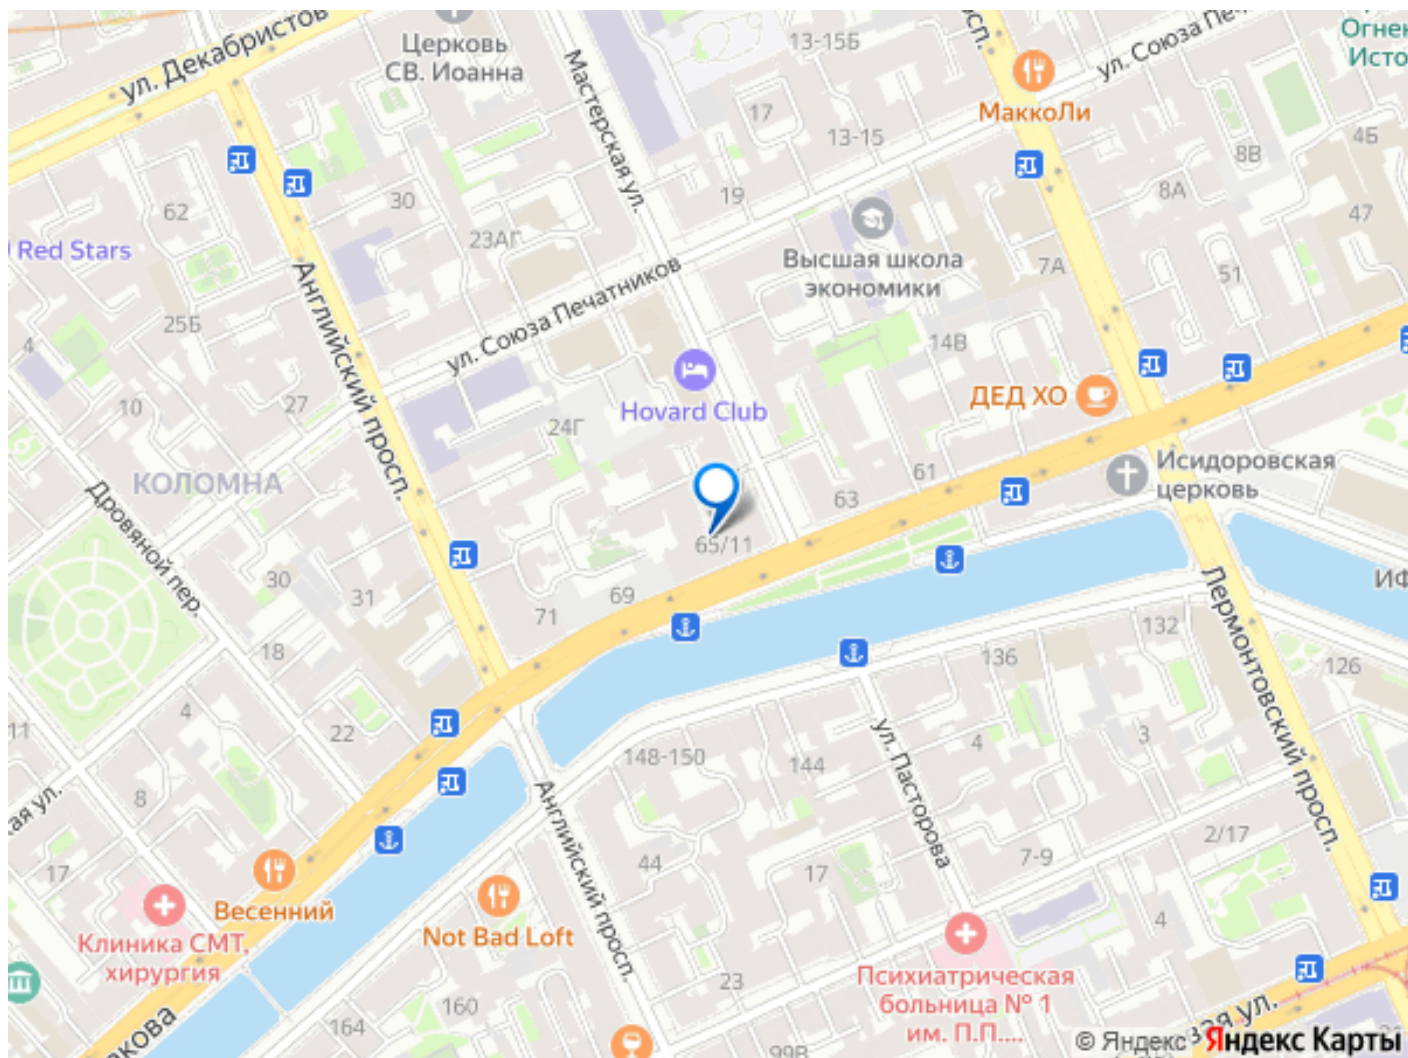 ул. Декабристов
Церковь
СВ. Иоанна
Мастерская ул.
13-15Б
просп.
ул. Союза Печ
МаккоЛи
17
13-15
4Б
8В
8А
62
30
19
47
Red Stars
23АГ
Английский просп.
Высшая школа
экономики
7А
51
25Б
ул. Союза Печатников
4
14В
10
27
Hovard Club
ДЕД ХО
24Г
КОЛОМНА
61
63
Исидоровская
церковь
Дровяной пер.
65/11
30
31
69
71
18
132
136
126
Лермонтовский просп.
4
22
11
148-150
144
ул. Пасторова
4
3
8
Английский просп.
2/17
17
44
17
7-9
4
Весенний
Not Bad Loft
Клиника СМТ,
хирургия
23
Психиатрическая
больница № 1
им. П.П....
160
164
99В
© Яндекс
Яндекс Карты